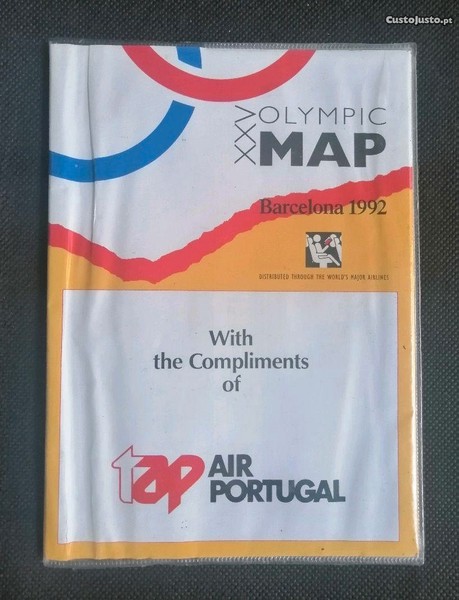 CustoJusto.pt
XXV OLYMPIC
MAP
Barcelona 1992
DISTRIBUTED THROUGH THE WORLD'S MAJOR AIRLINES
With
the Compliments
of
tap AIR
PORTUGAL